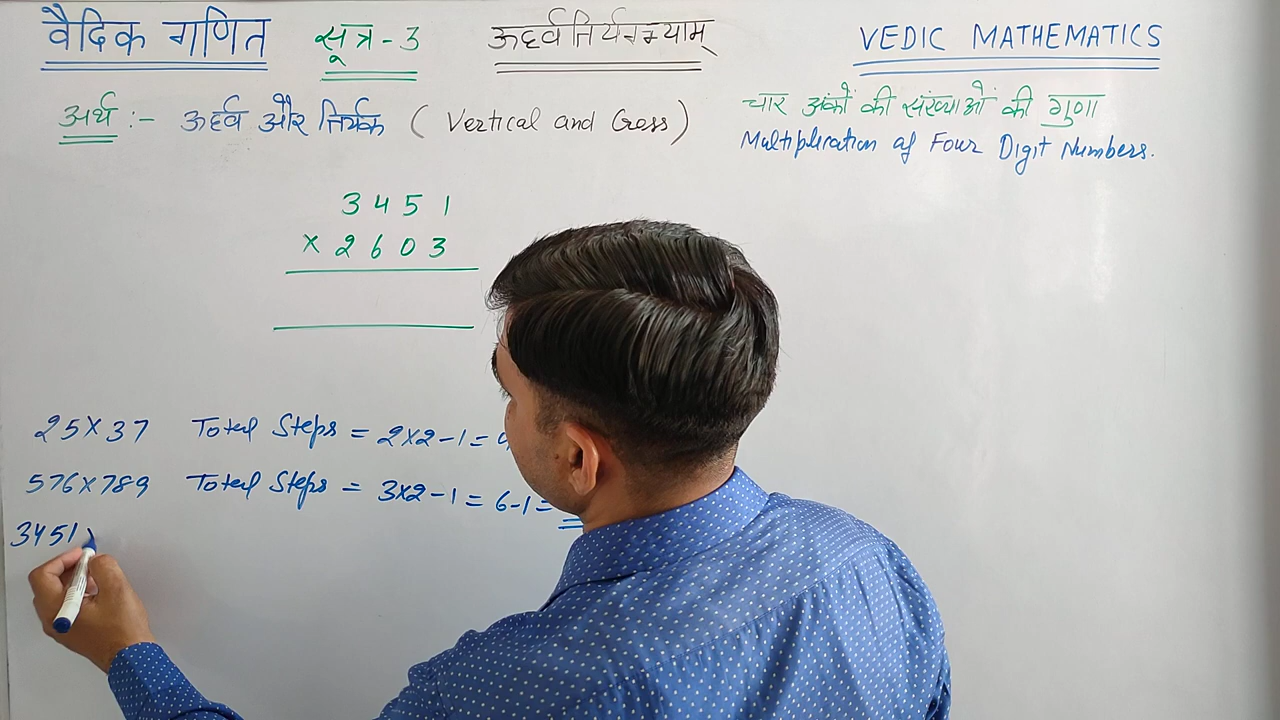 वैदिक गणित सूत्र - 3 ऊर्ध्वतिर्यग्भ्याम् VEDIC MATHEMATICS
अर्थ :- ऊर्ध्व और तिर्यक (Vertical and Cross)
चार अंकों की संख्याओं की गुणा
Multiplication of Four Digit Numbers.
3 4 5 1
× 2 6 0 3
25×37 Total Steps = 2×2-1=
576×789 Total Steps = 3×2-1= 6-1=
3451